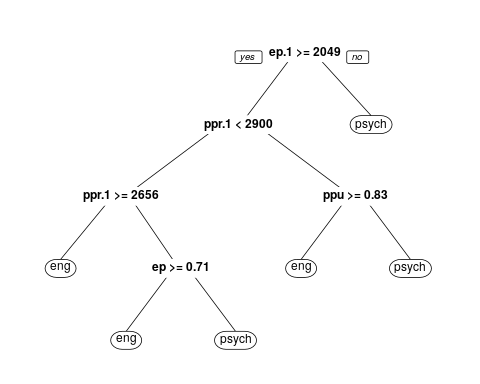 yes ep.1 >= 2049 no
ppr.1 < 2900 psych
ppr.1 >= 2656 ppu >= 0.83
eng ep >= 0.71 eng psych
eng psych